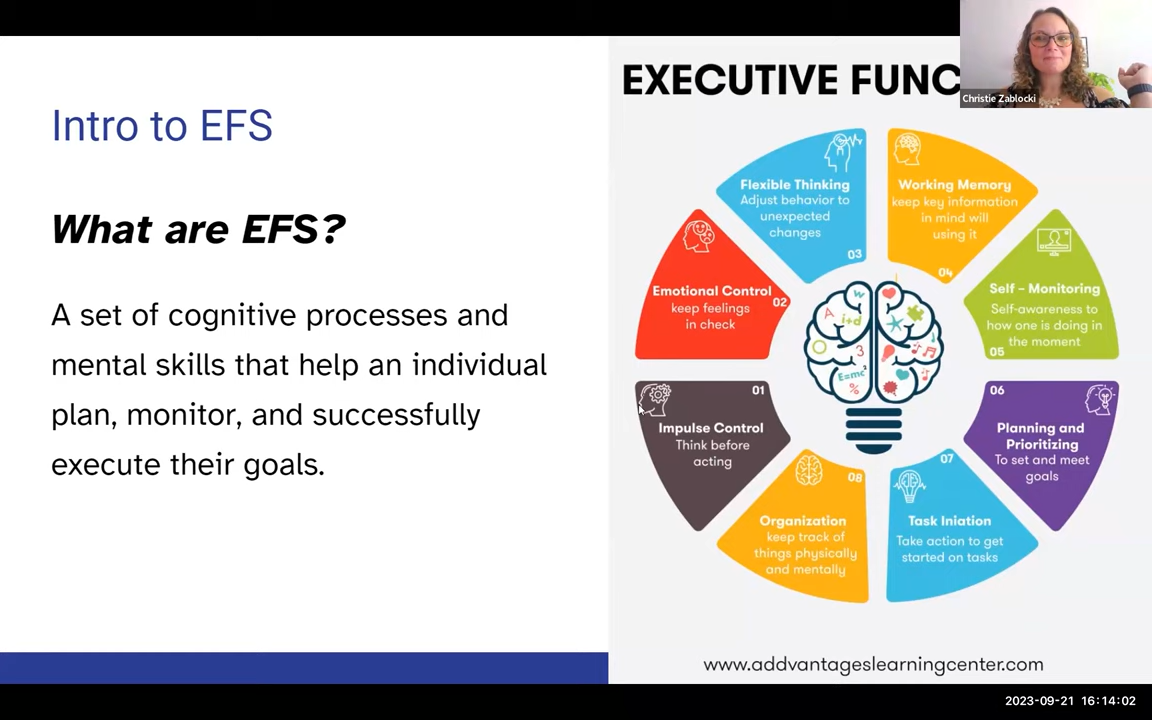 Intro to EFS
What are EFS?
A set of cognitive processes and
mental skills that help an individual
plan, monitor, and successfully
execute their goals.
EXECUTIVE FUNC
Christie Zablocki
Impulse Control
Think before
acting
01
Emotional Control
keep feelings
in check
02
Flexible Thinking
Adjust behavior to
unexpected
changes
03
Working Memory
keep key information
in mind will
using it
04
Self – Monitoring
Self-awareness to
how one is doing in
the moment
05
06
Planning and
Prioritizing
To set and meet
goals
07
Task Iniation
Take action to get
started on tasks
08
Organization
keep track of
things physically
and mentally
W
A
i+d
3
E=mc²
%
www.addvantageslearningcenter.com
2023-09-21 16:14:02